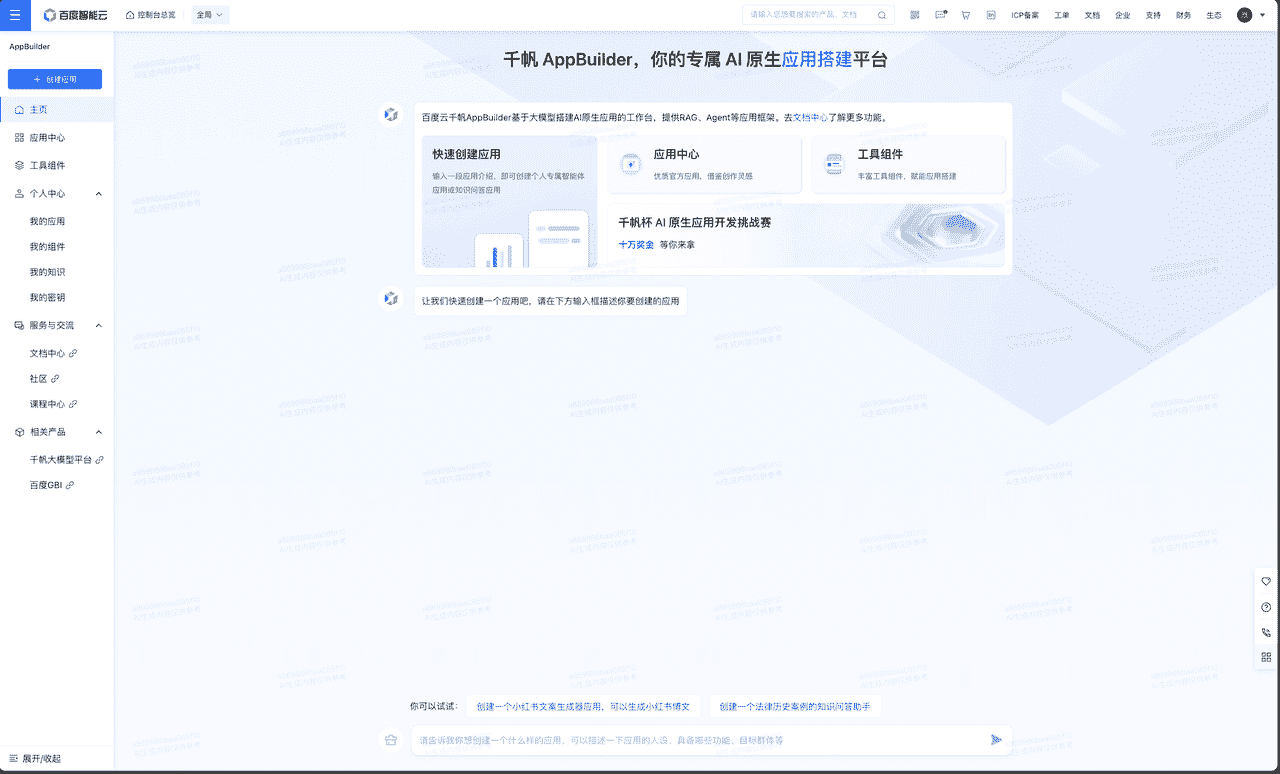 百度智能云
控制台总览
全局
请输入您想要搜索的产品、文档
ICP备案
工单
文档
企业
支持
财务
生态
AppBuilder
+ 创建应用
主页
应用中心
工具组件
个人中心
我的应用
我的组件
我的知识
我的密钥
服务与交流
文档中心
社区
课程中心
相关产品
千帆大模型平台
百度GBI
展开/收起
千帆 AppBuilder，你的专属 AI 原生应用搭建平台
百度云千帆AppBuilder基于大模型搭建AI原生应用的工作台，提供RAG、Agent等应用框架。去文档中心了解更多功能。
快速创建应用
输入一段应用介绍，即可创建个人专属智能体
应用或知识问答应用
应用中心
优质官方应用，借鉴创作灵感
工具组件
丰富工具组件，赋能应用搭建
千帆杯 AI 原生应用开发挑战赛
十万奖金 等你来拿
让我们快速创建一个应用吧，请在下方输入框描述你要创建的应用
你可以试试：
创建一个小红书文案生成器应用，可以生成小红书博文
创建一个法律历史案例的知识问答助手
请告诉我你想创建一个什么样的应用，可以描述一下应用的人设、具备哪些功能、目标群体等